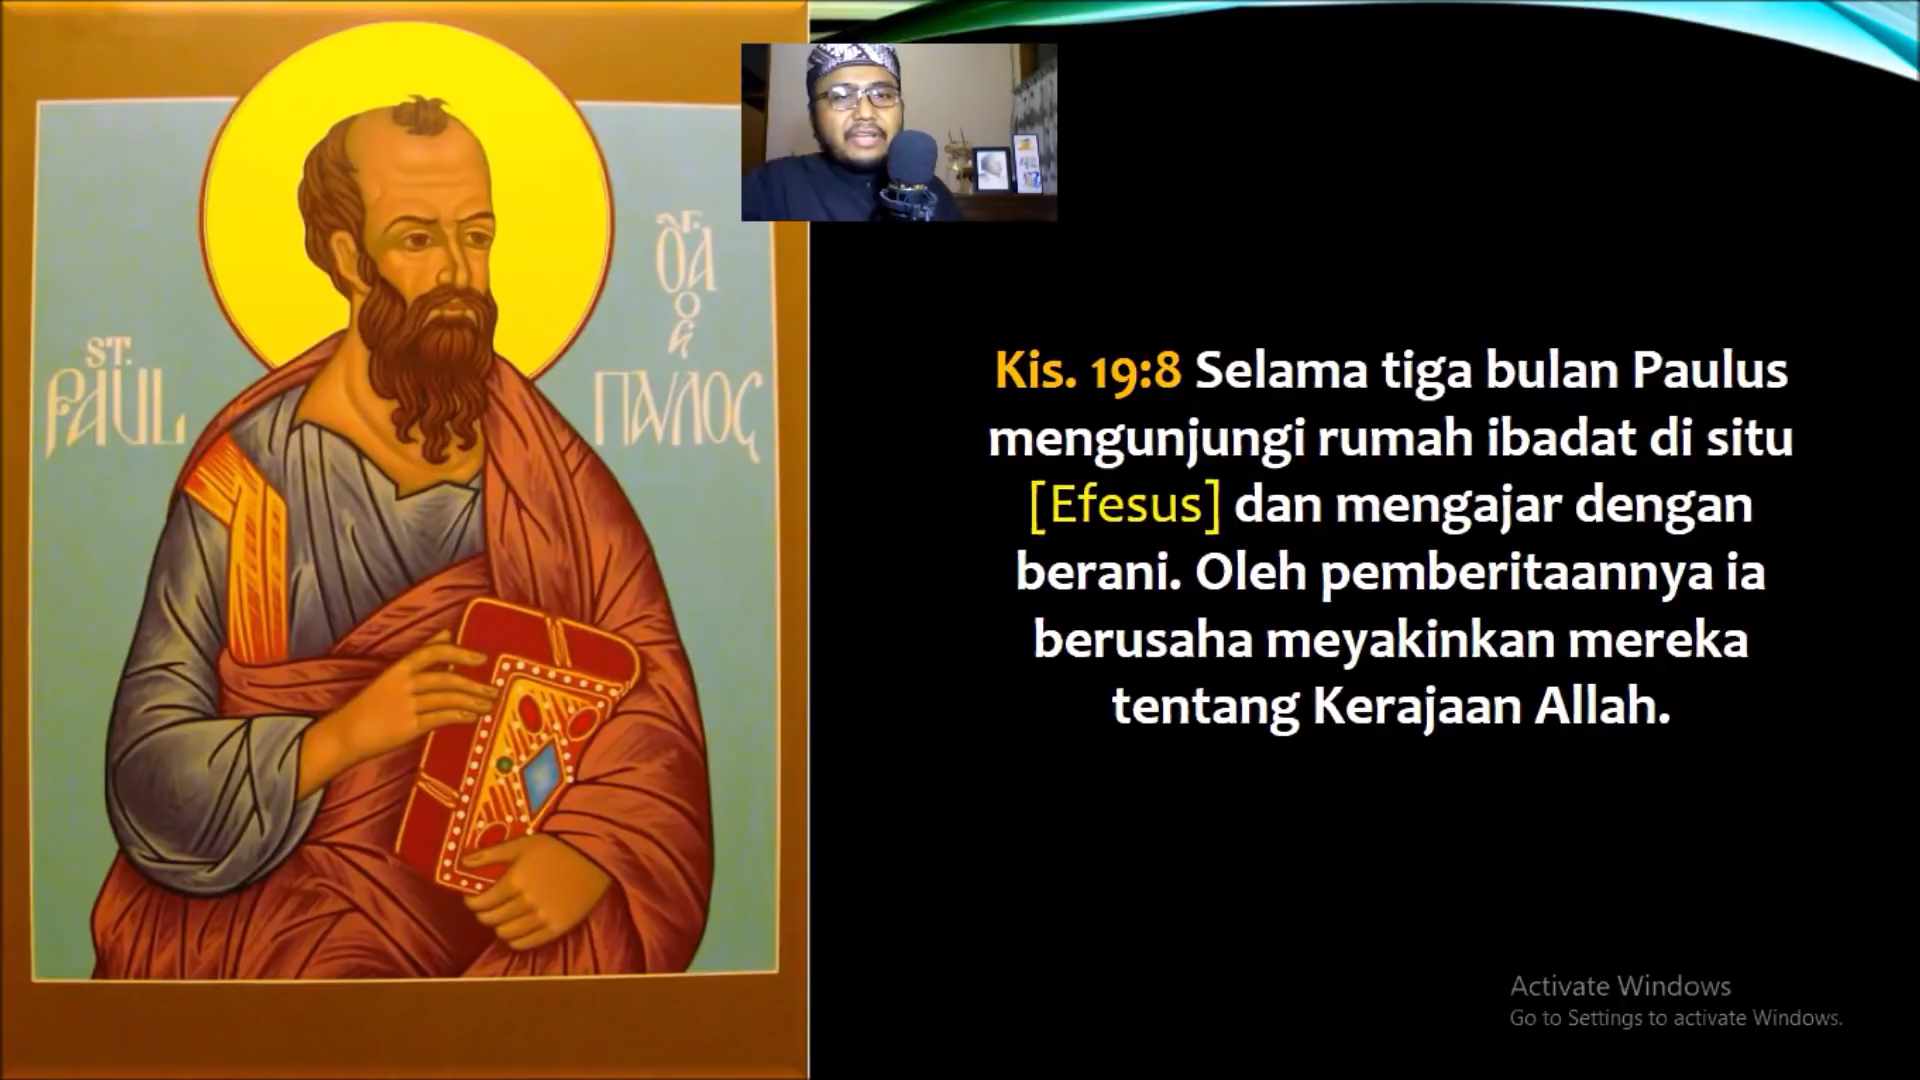 ST.
PAUL
ΠΑVΛΟC
Kis. 19:8 Selama tiga bulan Paulus
mengunjungi rumah ibadat di situ
[Efesus] dan mengajar dengan
berani. Oleh pemberitaannya ia
berusaha meyakinkan mereka
tentang Kerajaan Allah.
Activate Windows
Go to Settings to activate Windows.